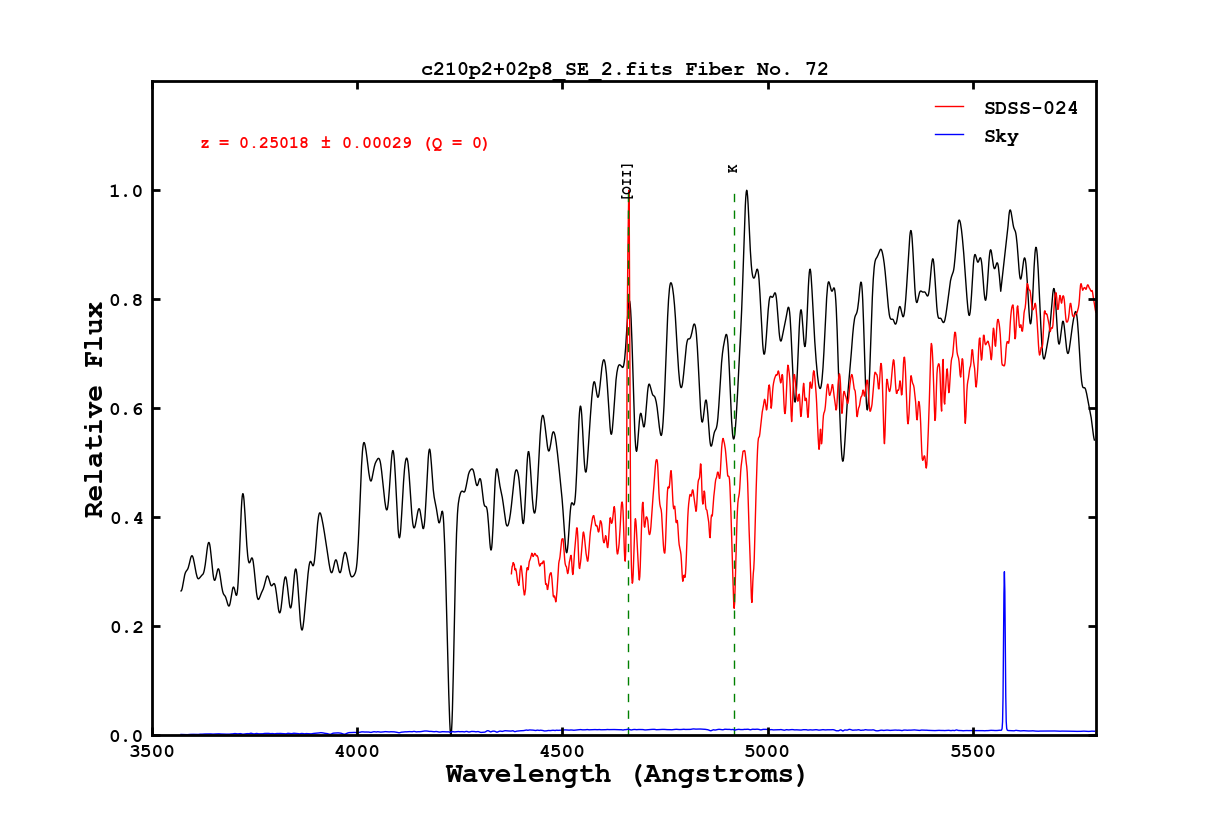 c210p2+02p8_SE_2.fits Fiber No. 72
SDSS-024
Sky
z = 0.25018 ± 0.00029 (Q = 0)
[OII]
K
1.0
0.8
0.6
0.4
0.2
0.0
Relative Flux
3500 4000 4500 5000 5500
Wavelength (Angstroms)